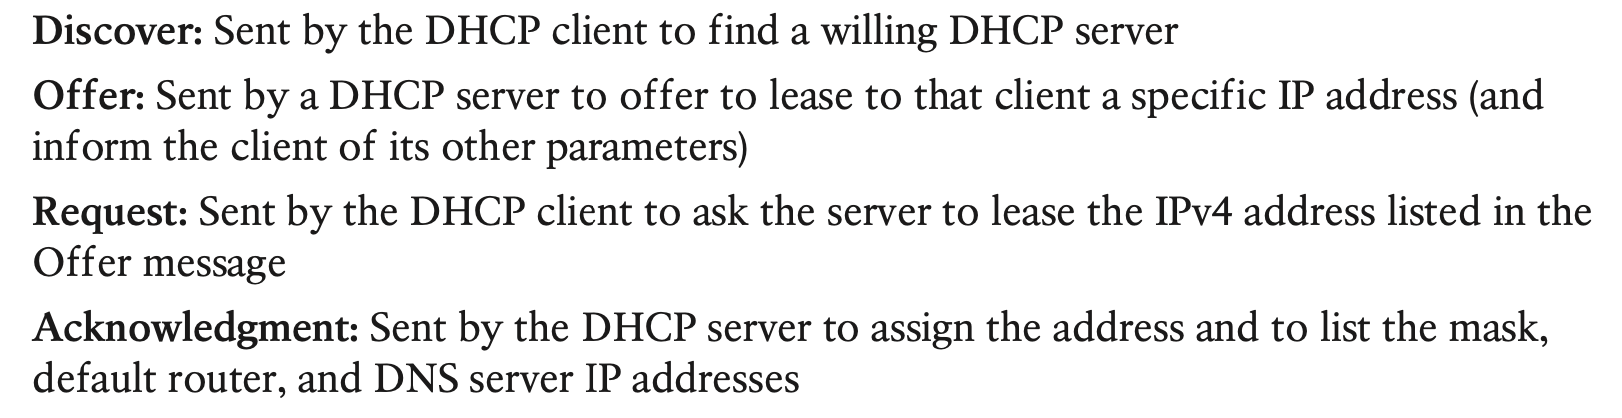 Discover: Sent by the DHCP client to find a willing DHCP server
Offer: Sent by a DHCP server to offer to lease to that client a specific IP address (and
inform the client of its other parameters)
Request: Sent by the DHCP client to ask the server to lease the IPv4 address listed in the
Offer message
Acknowledgment: Sent by the DHCP server to assign the address and to list the mask,
default router, and DNS server IP addresses